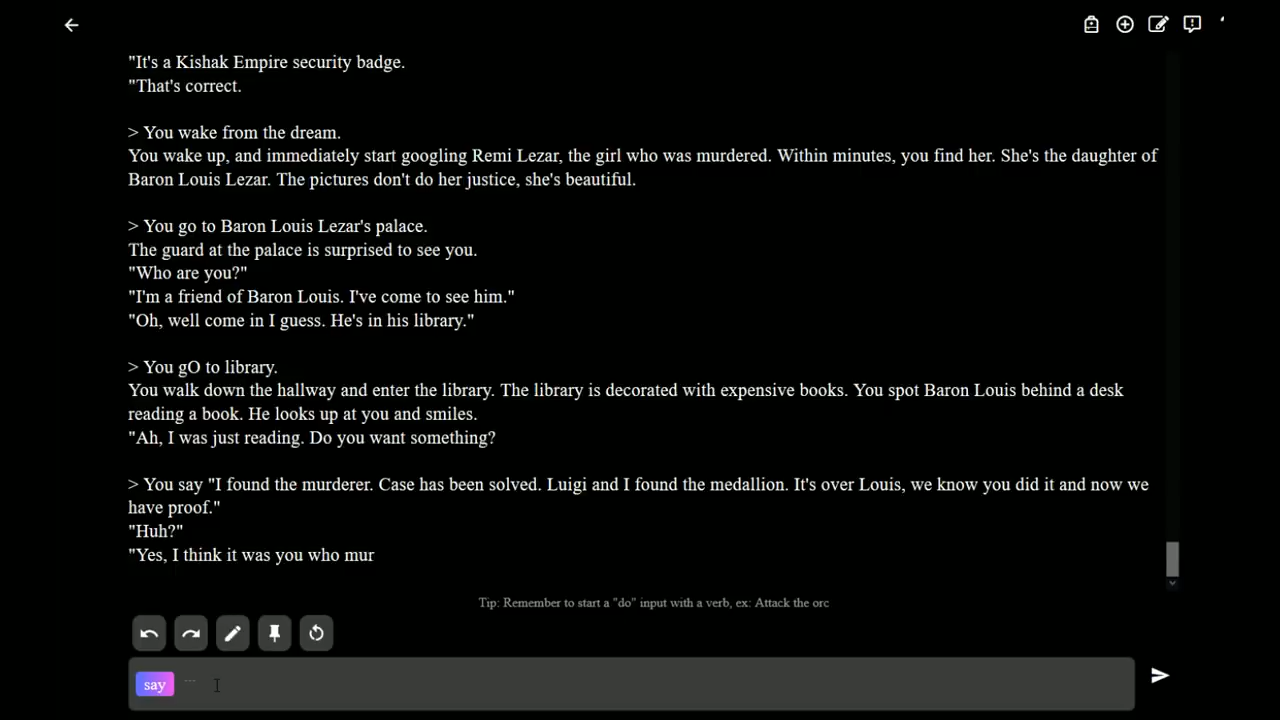 "It's a Kishak Empire security badge.
"That's correct.
> You wake from the dream.
You wake up, and immediately start googling Remi Lezar, the girl who was murdered. Within minutes, you find her. She's the daughter of
Baron Louis Lezar. The pictures don't do her justice, she's beautiful.
> You go to Baron Louis Lezar's palace.
The guard at the palace is surprised to see you.
"Who are you?"
"I'm a friend of Baron Louis. I've come to see him."
"Oh, well come in I guess. He's in his library."
> You gO to library.
You walk down the hallway and enter the library. The library is decorated with expensive books. You spot Baron Louis behind a desk
reading a book. He looks up at you and smiles.
"Ah, I was just reading. Do you want something?
> You say "I found the murderer. Case has been solved. Luigi and I found the medallion. It's over Louis, we know you did it and now we
have proof."
"Huh?"
"Yes, I think it was you who mur
Tip: Remember to start a "do" input with a verb, ex: Attack the orc
say ...